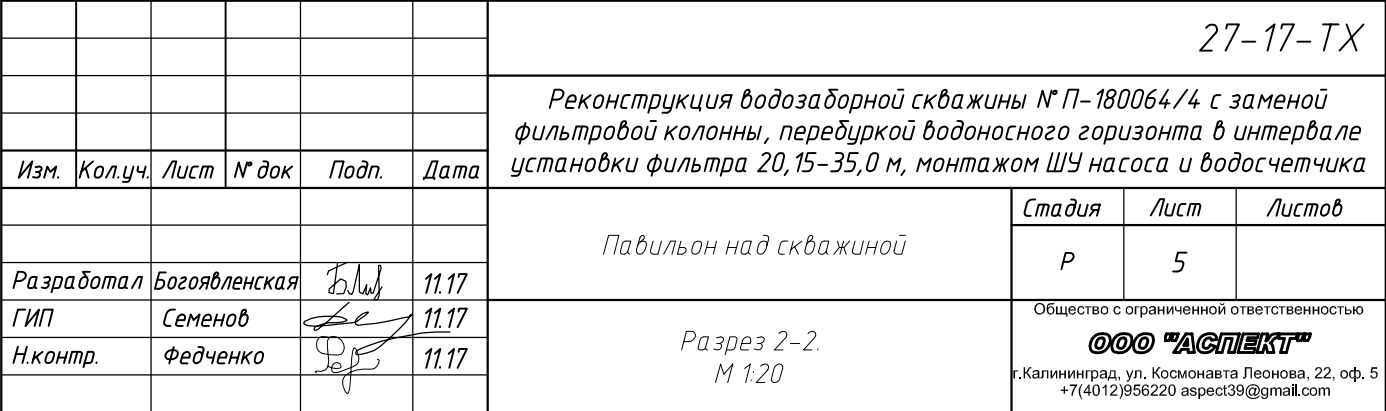 27-17-ТХ
Реконструкция водозаборной скважины № П-180064/4 с заменой
фильтровой колонны, перебуркой водоносного горизонта в интервале
установки фильтра 20,15-35,0 м, монтажом ШУ насоса и водосчетчика
Изм. Кол.уч. Лист № док Подп. Дата
Павильон над скважиной
Стадия Лист Листов
Р 5
Разработал Богоявленская 11.17
ГИП Семенов 11.17
Н.контр. Федченко 11.17
Разрез 2-2.
М 1:20
Общество с ограниченной ответственностью
ООО "АСПЕКТ"
г.Калининград, ул. Космонавта Леонова, 22, оф. 5
+7(4012)956220 aspect39@gmail.com